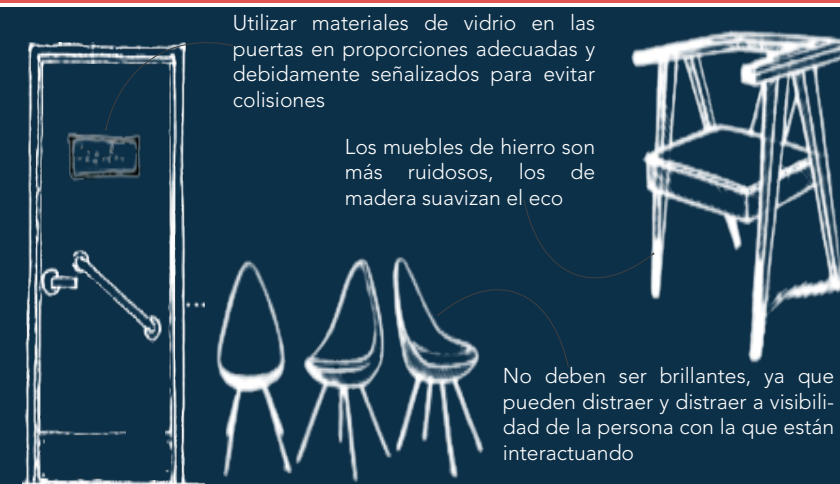 Utilizar materiales de vidrio en las
puertas en proporciones adecuadas y
debidamente señalizados para evitar
colisiones
Los muebles de hierro son
más ruidosos, los de
madera suavizan el eco
No deben ser brillantes, ya que
pueden distraer y distraer a visibili-
dad de la persona con la que están
interactuando